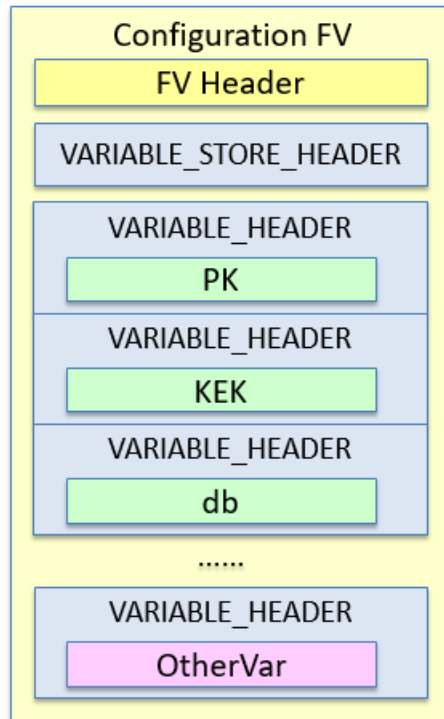 Configuration FV
FV Header
VARIABLE_STORE_HEADER
VARIABLE_HEADER
PK
VARIABLE_HEADER
KEK
VARIABLE_HEADER
db
......
VARIABLE_HEADER
OtherVar